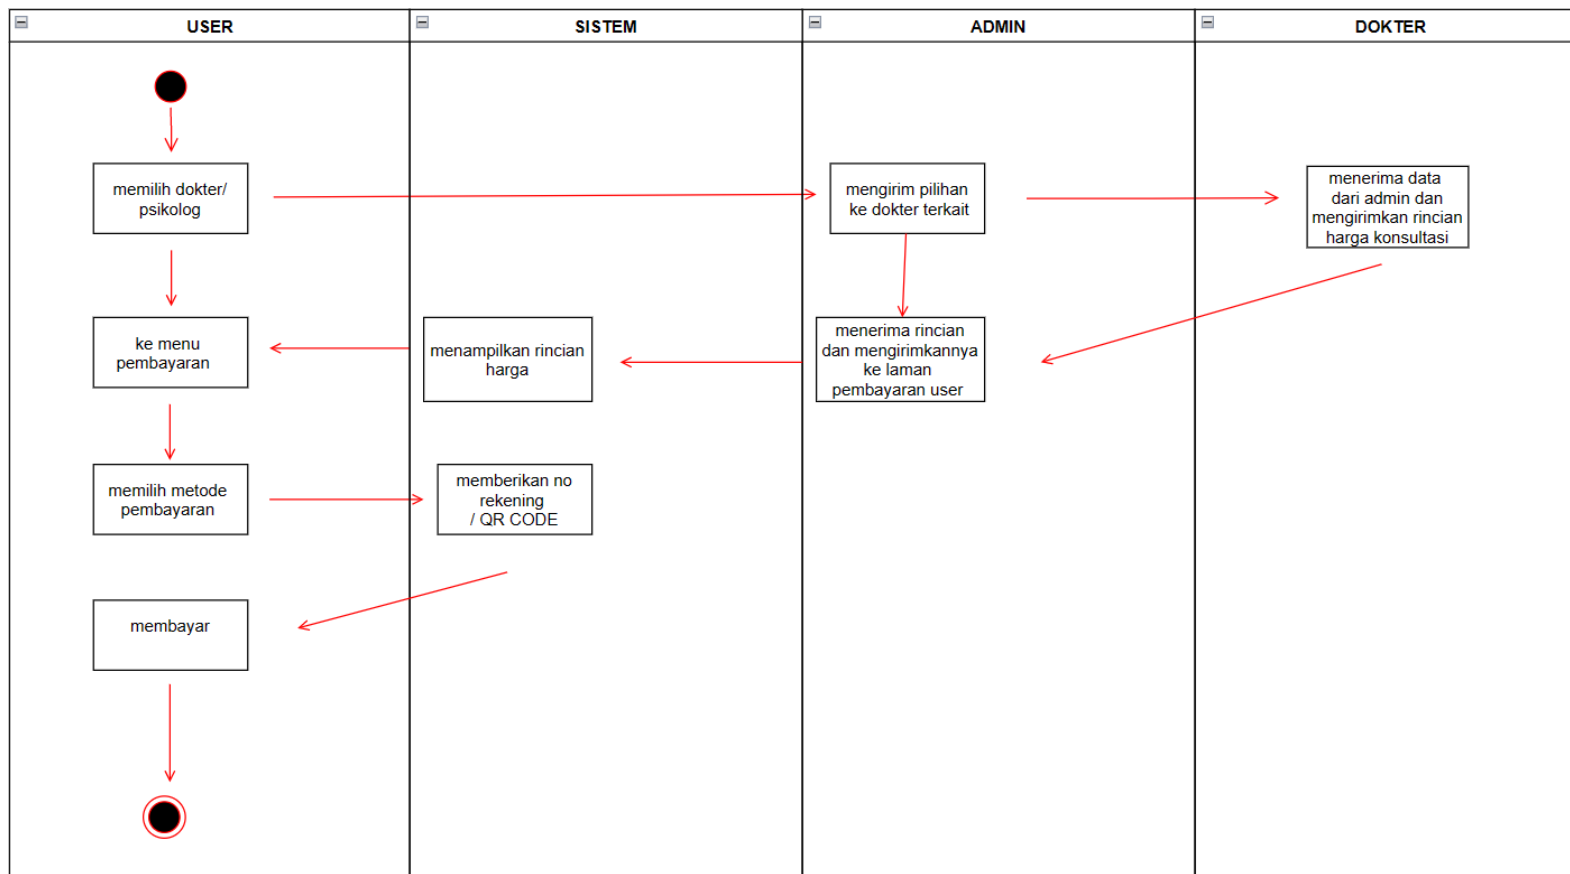 USER
SISTEM
ADMIN
DOKTER
memilih dokter/
psikolog
mengirim pilihan
ke dokter terkait
menerima data
dari admin dan
mengirimkan rincian
harga konsultasi
ke menu
pembayaran
menampilkan rincian
harga
menerima rincian
dan mengirimkannya
ke laman
pembayaran user
memilih metode
pembayaran
memberikan no
rekening
/ QR CODE
membayar